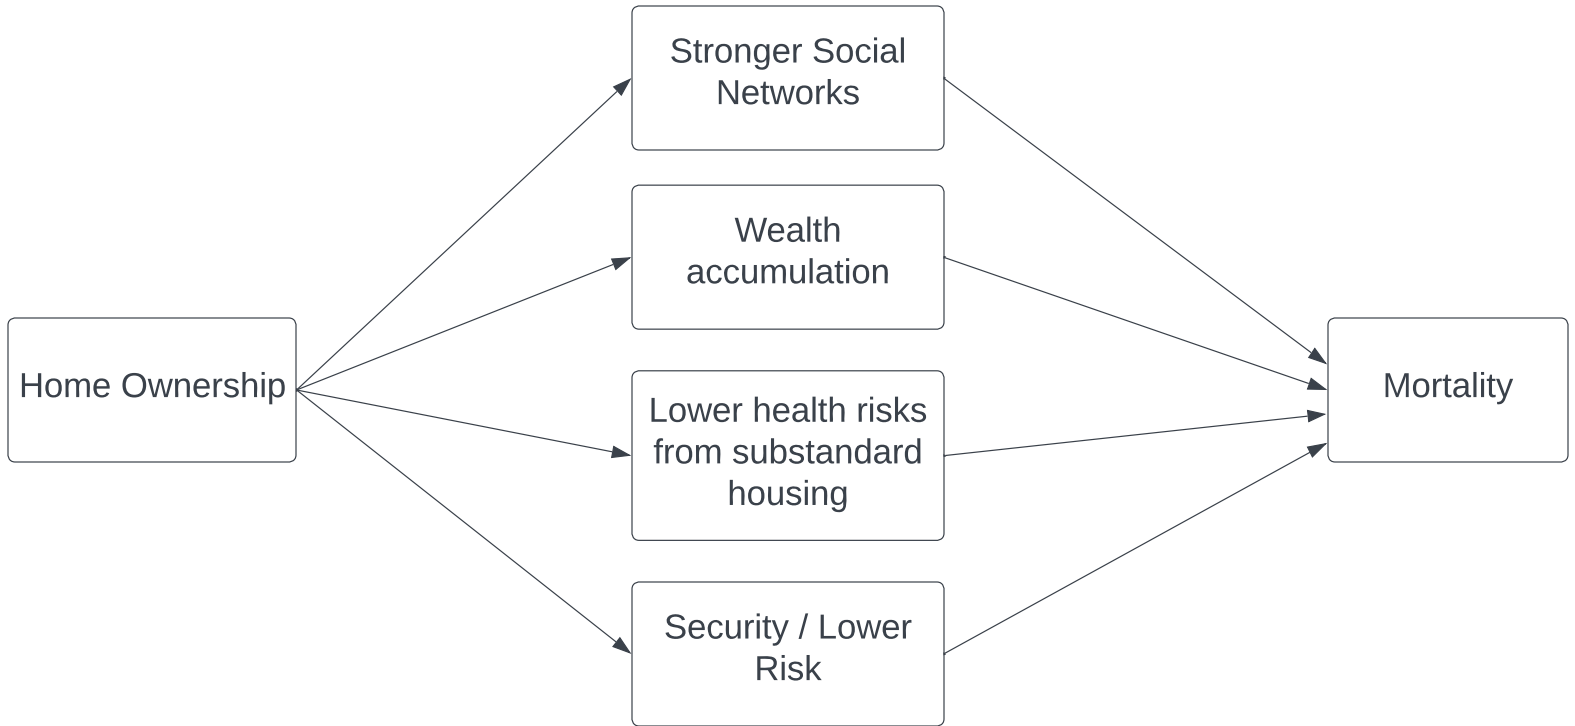 Stronger Social
Networks
Wealth
accumulation
Home Ownership
Lower health risks
from substandard
housing
Mortality
Security / Lower
Risk